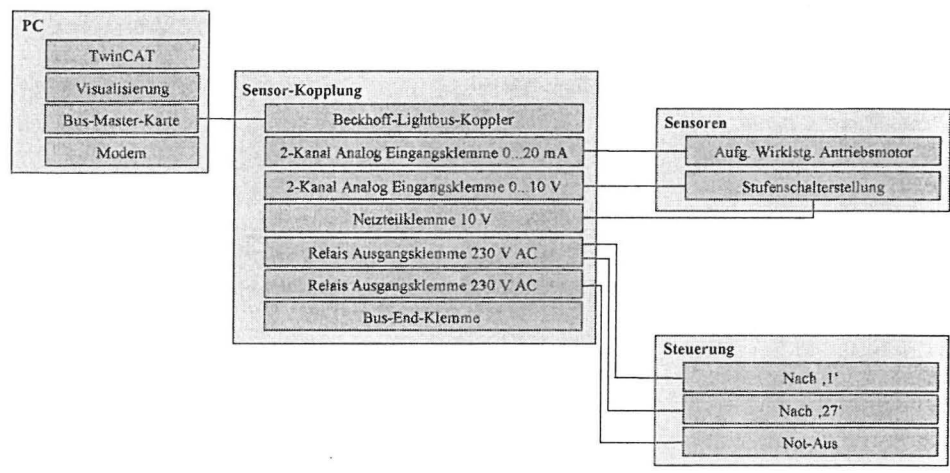 PC
TwinCAT
Visualisierung
Bus-Master-Karte
Modem
Sensor-Kopplung
Beckhoff-Lightbus-Koppler
2-Kanal Analog Eingangsklemme 0...20 mA
2-Kanal Analog Eingangsklemme 0...10 V
Netzteilklemme 10 V
Relais Ausgangsklemme 230 V AC
Relais Ausgangsklemme 230 V AC
Bus-End-Klemme
Sensoren
Aufg. Wirklstg. Antriebsmotor
Stufenschalterstellung
Steuerung
Nach ‚1‘
Nach ‚27‘
Not-Aus